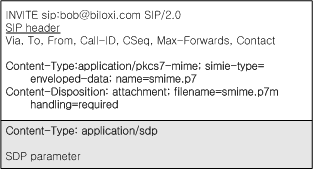 INVITE sip:bob@biloxi.com SIP/2.0
SIP header
Via, To, From, Call-ID, CSeq, Max-Forwards, Contact
Content-Type:application/pkcs7-mime; simie-type=
enveloped-data; name=smime.p7
Content-Disposition: attachment; filename=smime.p7m
handling=required
Content-Type: application/sdp
SDP parameter